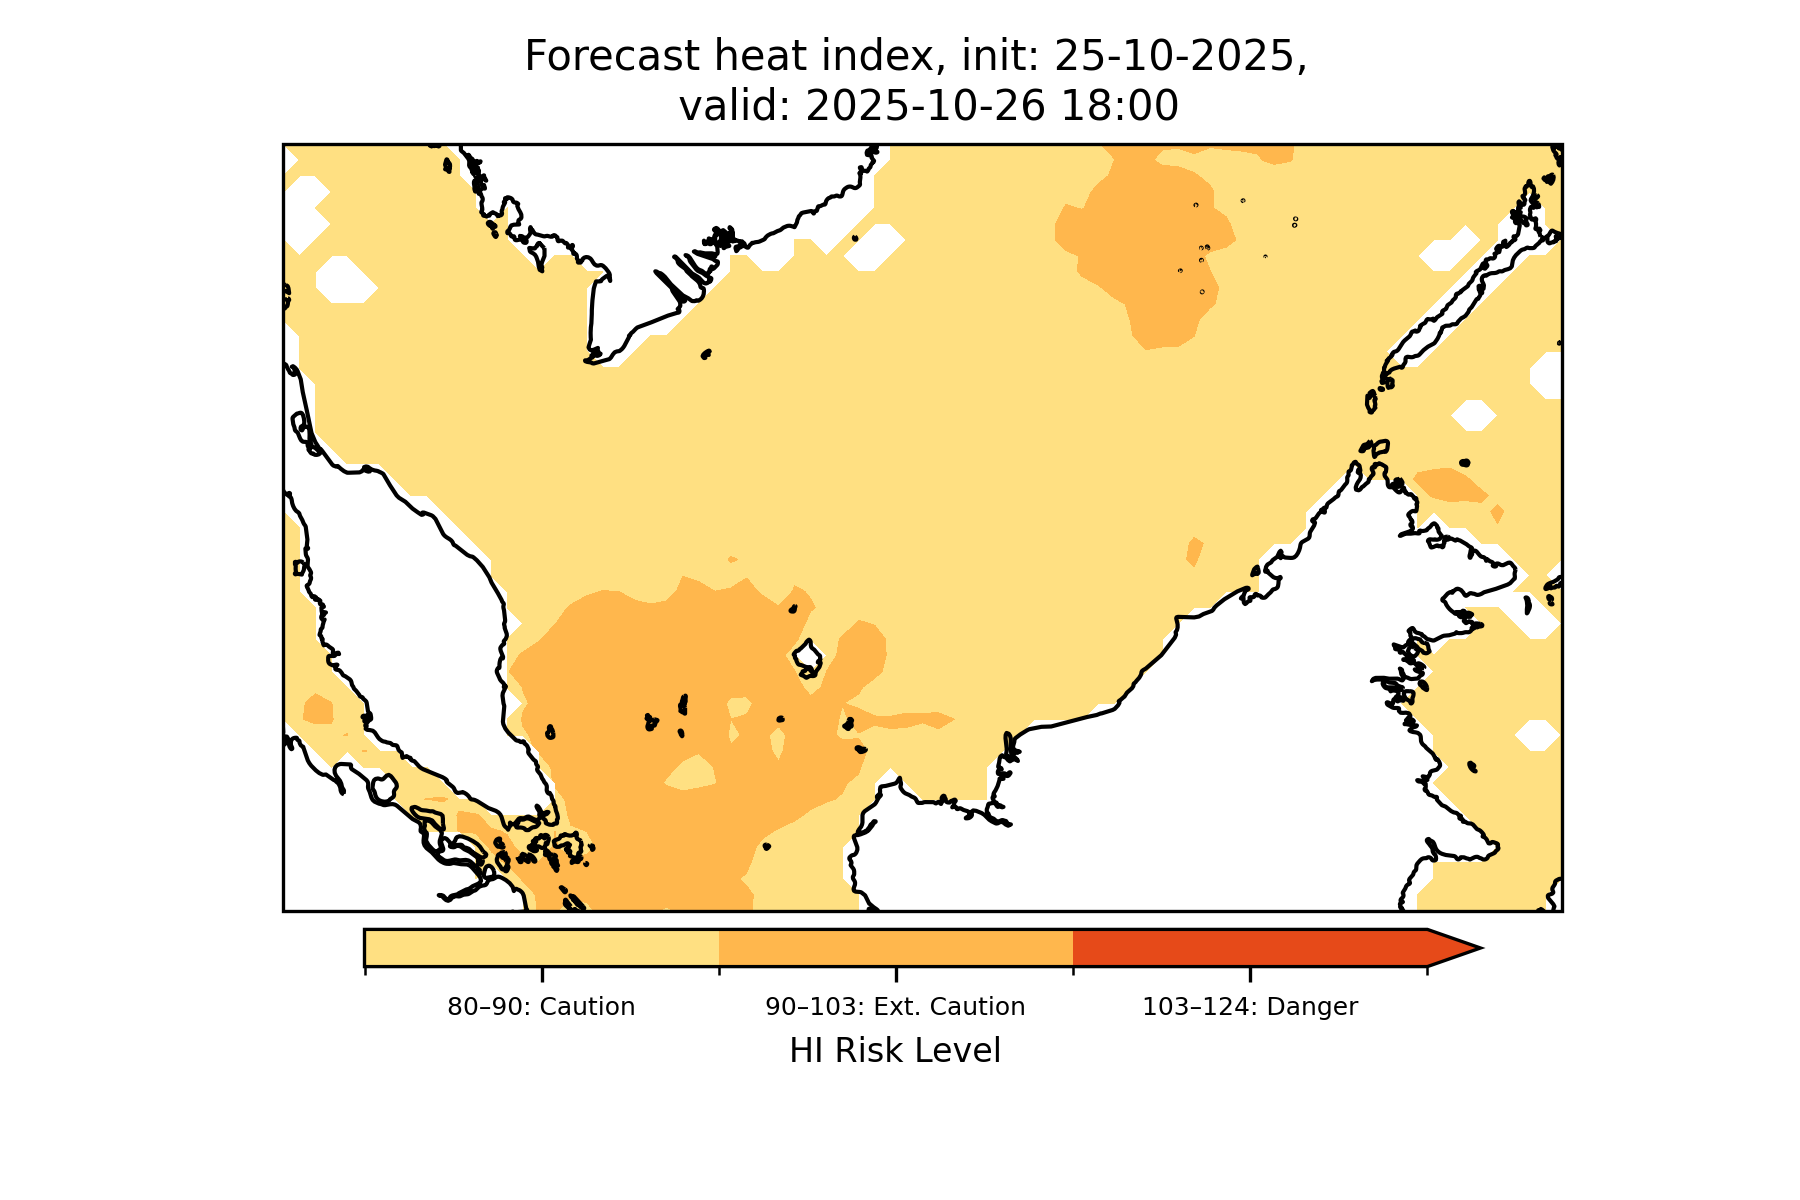 Forecast heat index, init: 25-10-2025,
valid: 2025-10-26 18:00
80–90: Caution
90–103: Ext. Caution
103–124: Danger
HI Risk Level